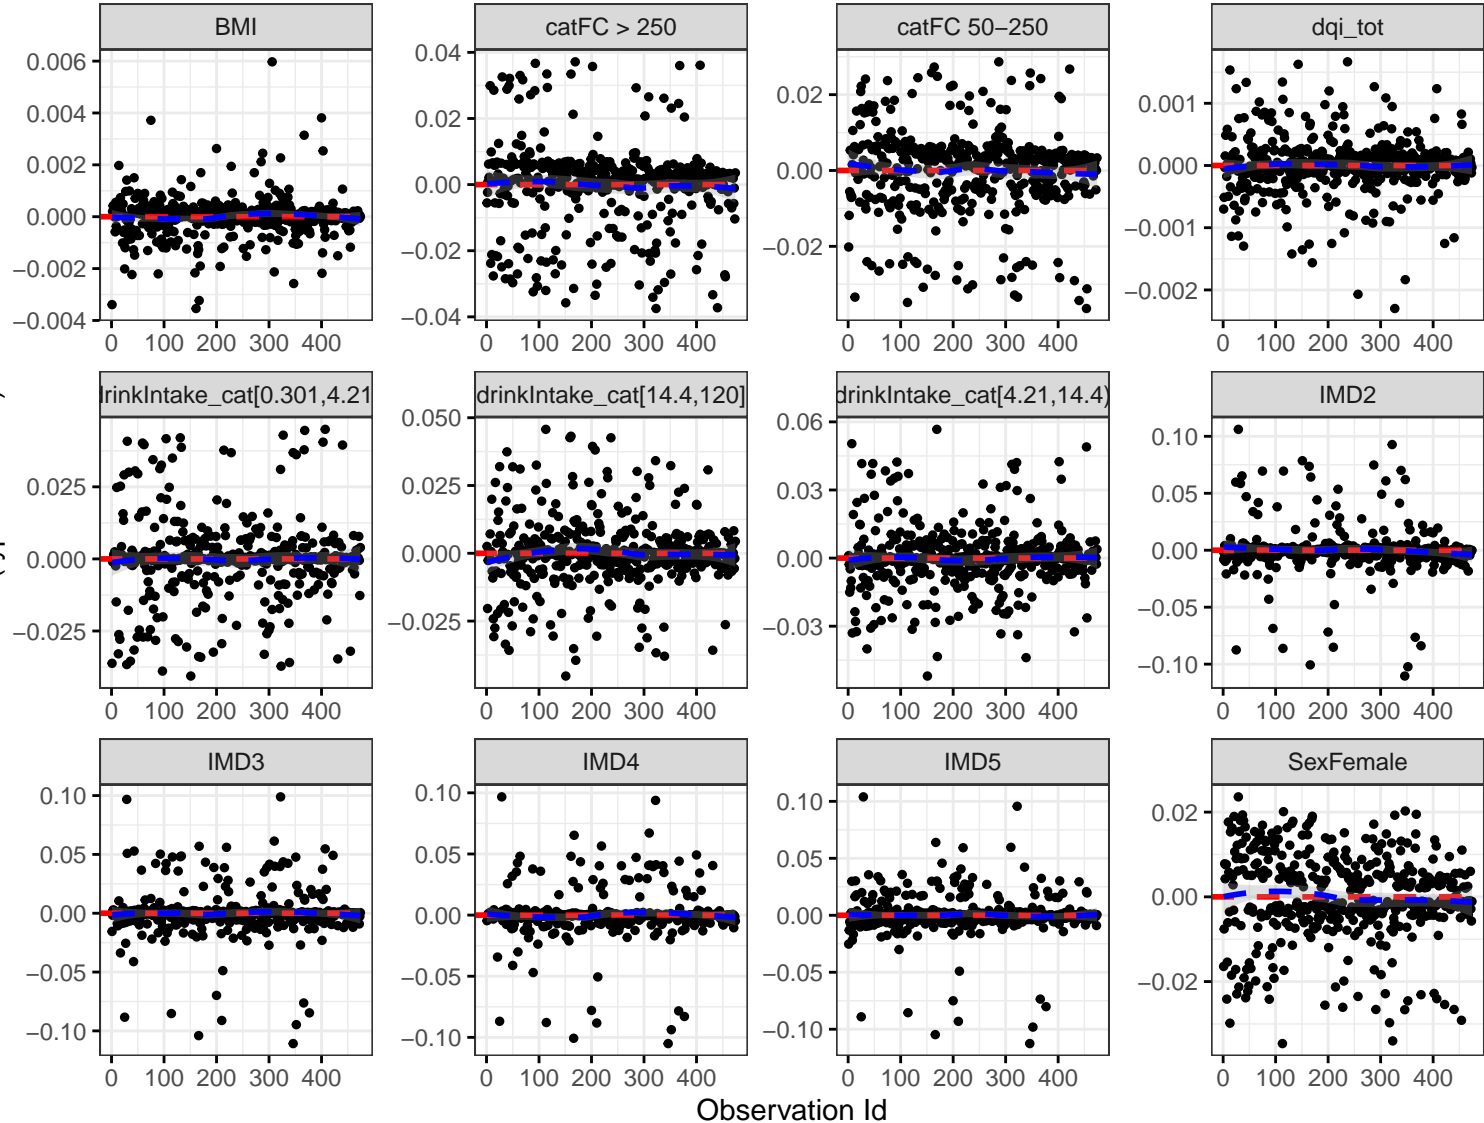 BMI
catFC > 250
catFC 50−250
dqi_tot
0.006
0.004
0.002
0.000
−0.002
−0.004
0.04
0.02
0.00
−0.02
−0.04
0.02
0.00
−0.02
0.001
0.000
−0.001
−0.002
0 100 200 300 400
0 100 200 300 400
0 100 200 300 400
0 100 200 300 400
drinkIntake_cat[0.301,4.21
drinkIntake_cat[14.4,120]
drinkIntake_cat[4.21,14.4)
IMD2
0.025
0.000
−0.025
0.050
0.025
0.000
−0.025
0.06
0.03
0.00
−0.03
0.10
0.05
0.00
−0.05
−0.10
0 100 200 300 400
0 100 200 300 400
0 100 200 300 400
0 100 200 300 400
IMD3
IMD4
IMD5
SexFemale
0.10
0.05
0.00
−0.05
−0.10
0.10
0.05
0.00
−0.05
−0.10
0.10
0.05
0.00
−0.05
−0.10
0.02
0.00
−0.02
0 100 200 300 400
0 100 200 300 400
0 100 200 300 400
0 100 200 300 400
Observation Id